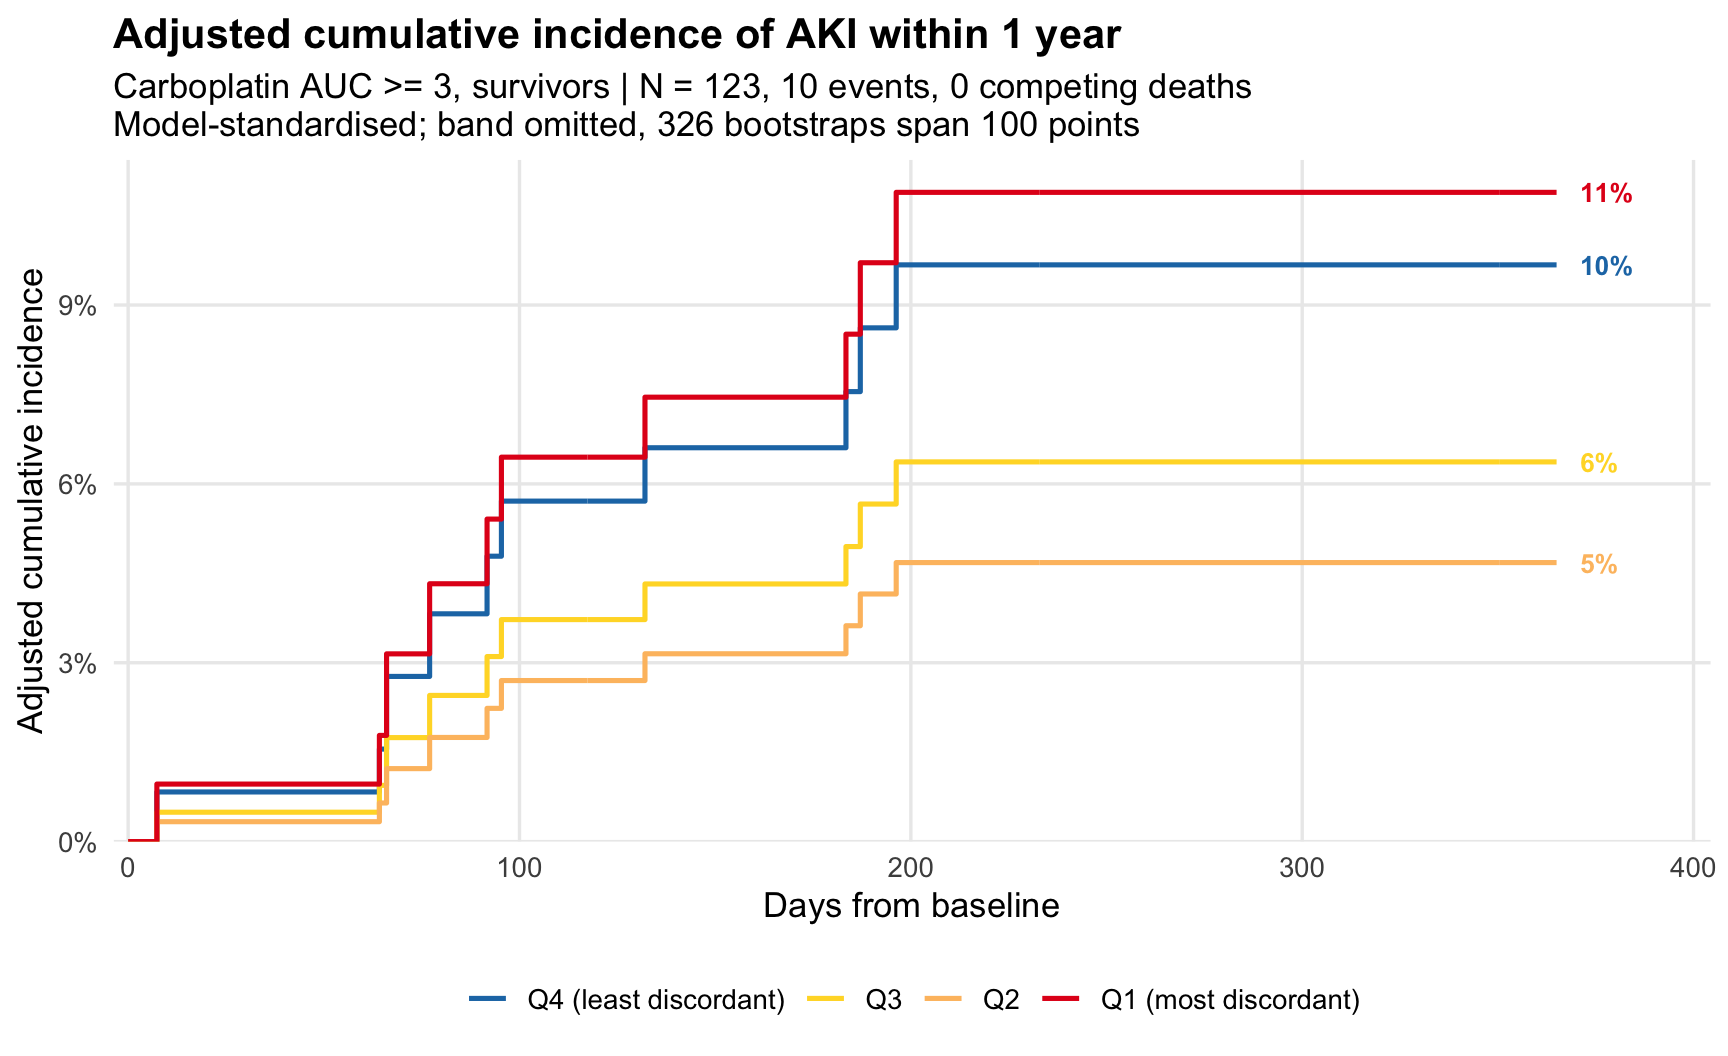 Adjusted cumulative incidence of AKI within 1 year
Carboplatin AUC >= 3, survivors | N = 123, 10 events, 0 competing deaths
Model-standardised; band omitted, 326 bootstraps span 100 points
Adjusted cumulative incidence
9%
6%
3%
0%
11%
10%
6%
5%
0 100 200 300 400
Days from baseline
Q4 (least discordant) Q3 Q2 Q1 (most discordant)